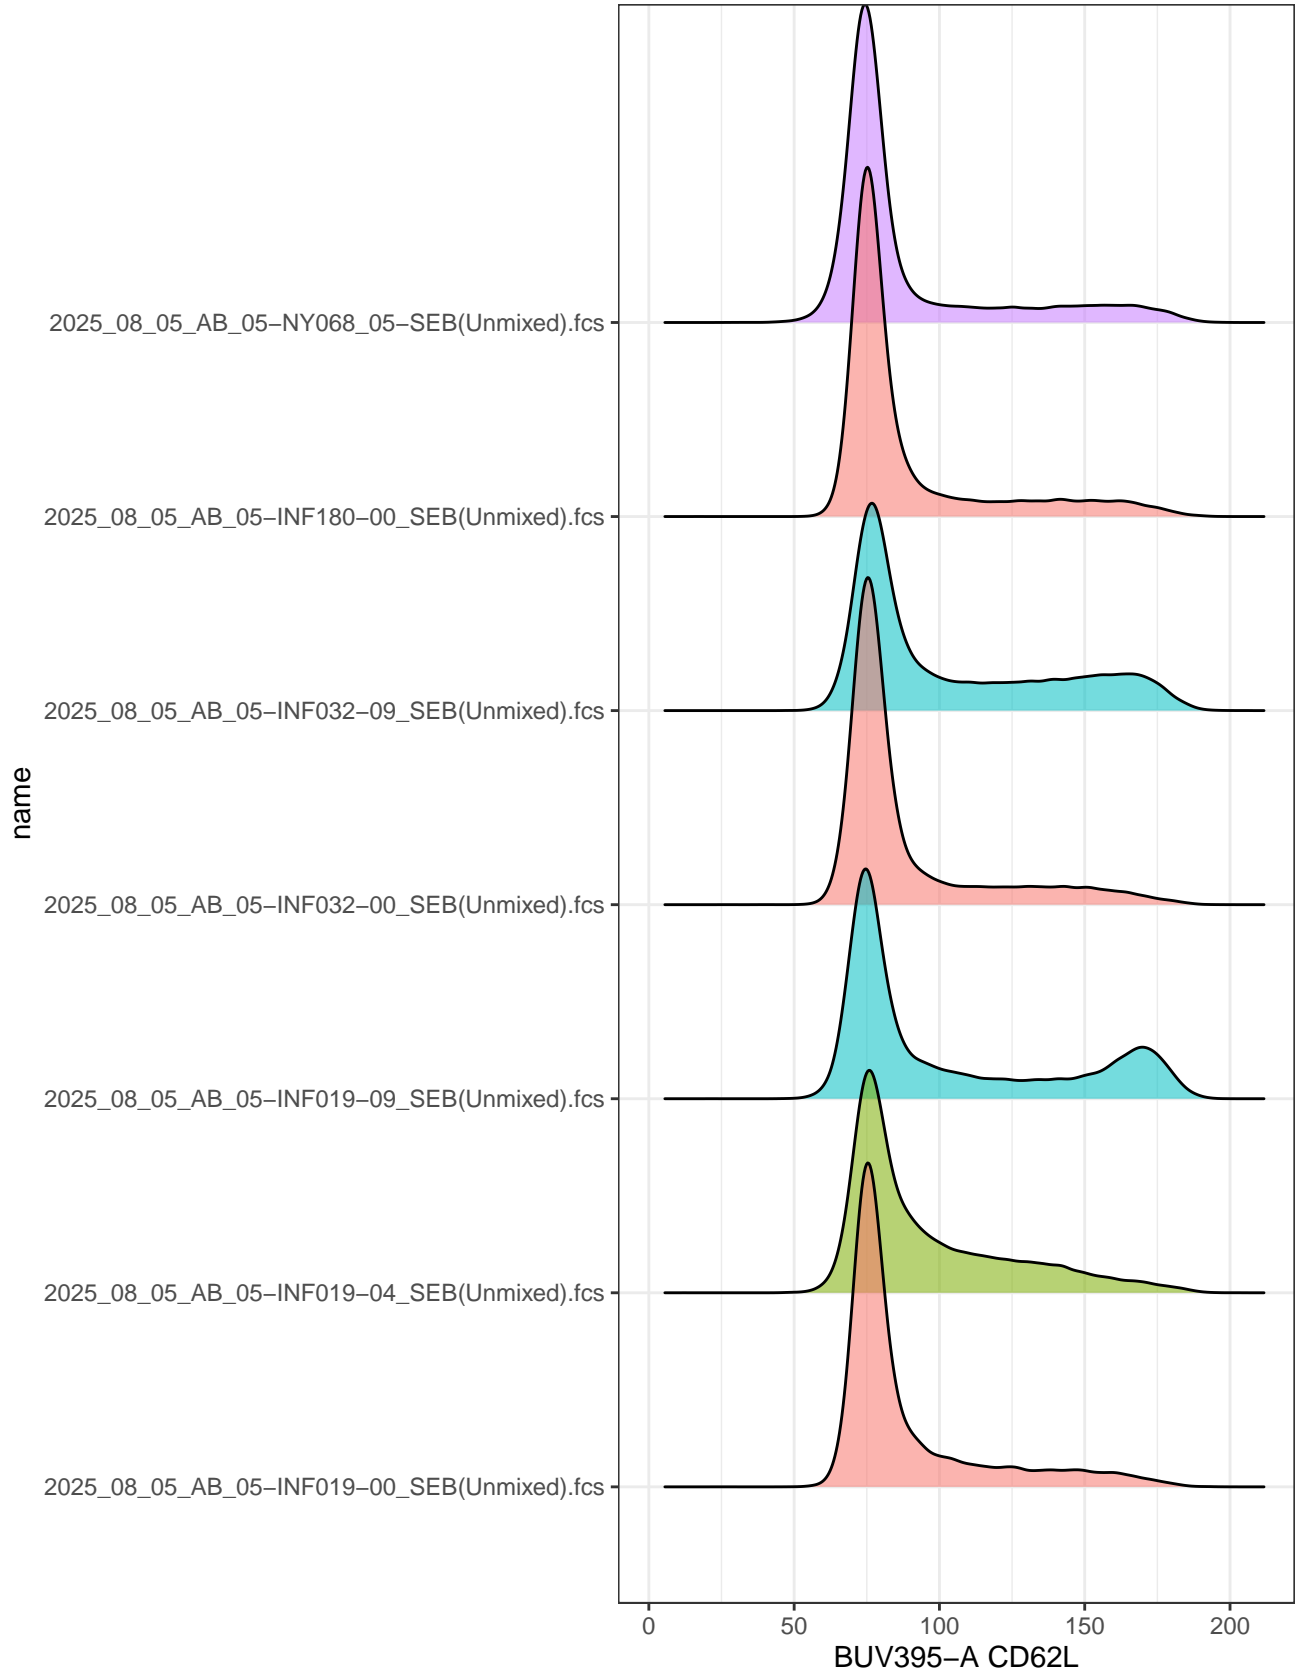 2025_08_05_AB_05−NY068_05−SEB(Unmixed).fcs
2025_08_05_AB_05−INF180−00_SEB(Unmixed).fcs
2025_08_05_AB_05−INF032−09_SEB(Unmixed).fcs
name
2025_08_05_AB_05−INF032−00_SEB(Unmixed).fcs
2025_08_05_AB_05−INF019−09_SEB(Unmixed).fcs
2025_08_05_AB_05−INF019−04_SEB(Unmixed).fcs
2025_08_05_AB_05−INF019−00_SEB(Unmixed).fcs
0 50 100 150 200
BUV395−A CD62L